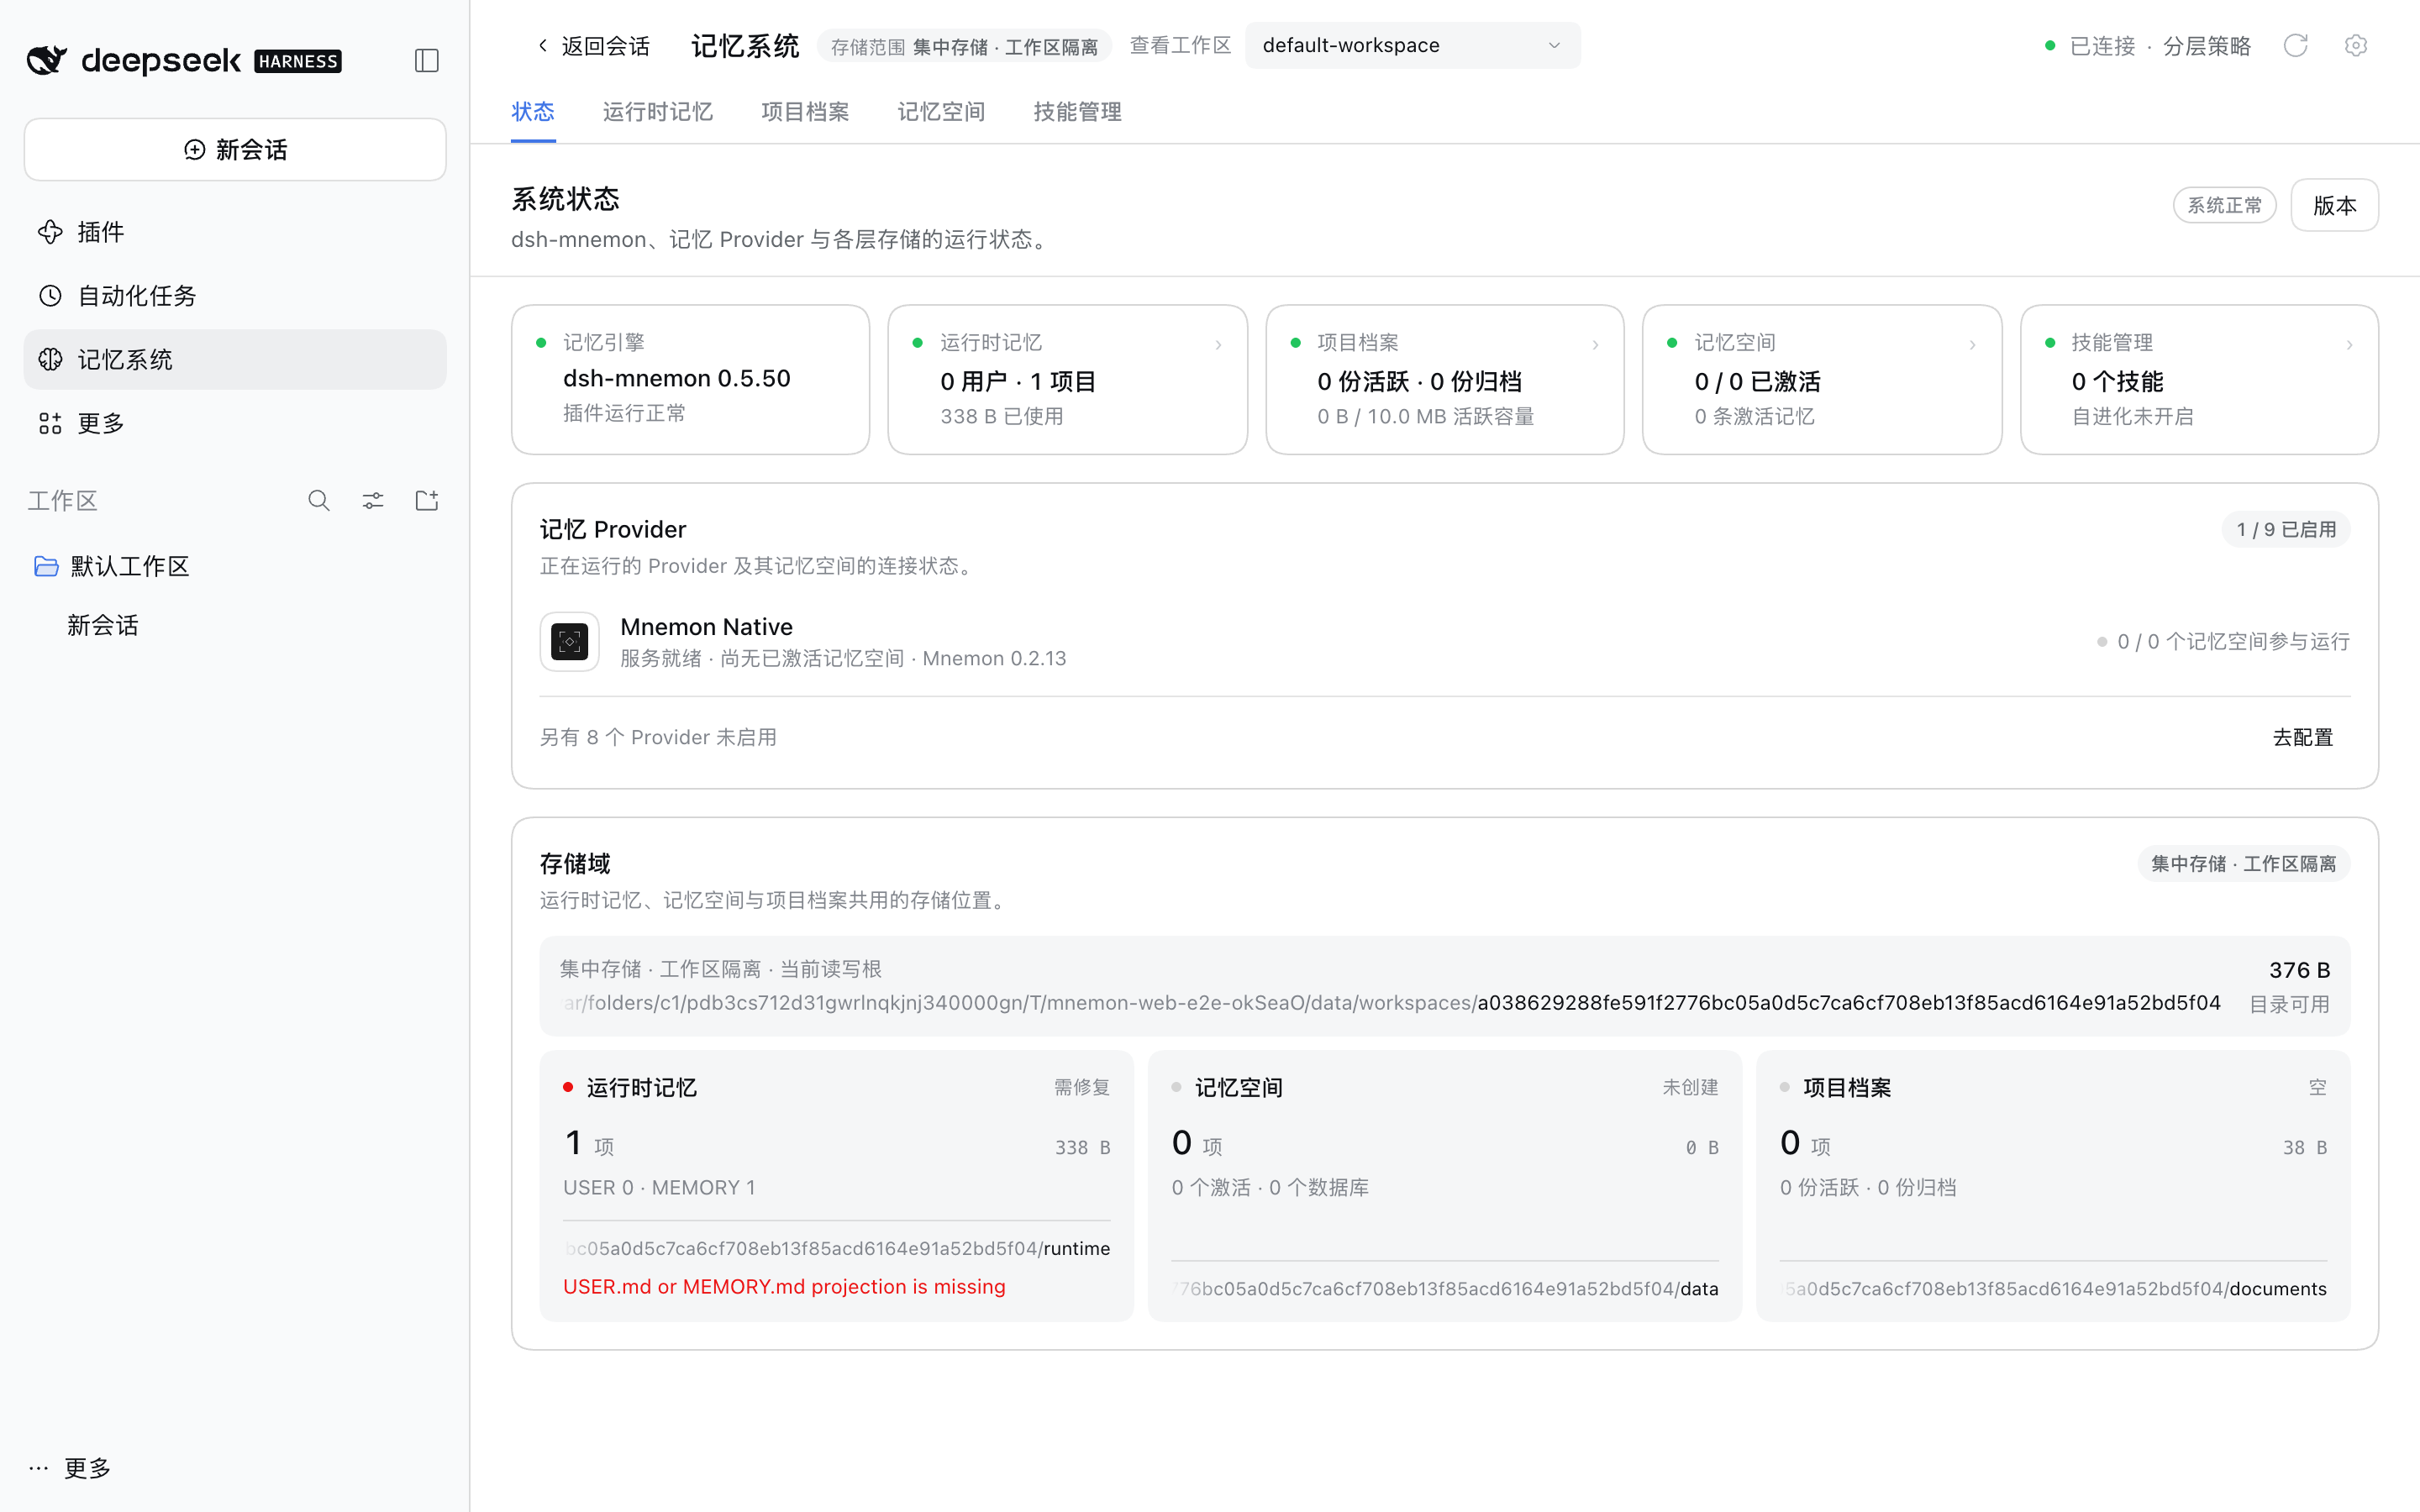 deepseek HARNESS
新会话
插件
自动化任务
记忆系统
更多
工作区
默认工作区
新会话
更多
返回会话
记忆系统
存储范围 集中存储 · 工作区隔离
查看工作区
default-workspace
已连接 · 分层策略
状态
运行时记忆
项目档案
记忆空间
技能管理
系统状态
dsh-mnemon、记忆 Provider 与各层存储的运行状态。
系统正常
版本
记忆引擎
dsh-mnemon 0.5.50
插件运行正常
运行时记忆
0 用户 · 1 项目
338 B 已使用
项目档案
0 份活跃 · 0 份归档
0 B / 10.0 MB 活跃容量
记忆空间
0 / 0 已激活
0 条激活记忆
技能管理
0 个技能
自进化未开启
记忆 Provider
1 / 9 已启用
正在运行的 Provider 及其记忆空间的连接状态。
Mnemon Native
服务就绪 · 尚无已激活记忆空间 · Mnemon 0.2.13
0 / 0 个记忆空间参与运行
另有 8 个 Provider 未启用
去配置
存储域
集中存储 · 工作区隔离
运行时记忆、记忆空间与项目档案共用的存储位置。
集中存储 · 工作区隔离 · 当前读写根
376 B
ar/folders/c1/pdb3cs712d31gwrlnqkjnj340000gn/T/mnemon-web-e2e-okSeaO/data/workspaces/a038629288fe591f2776bc05a0d5c7ca6cf708eb13f85acd6164e91a52bd5f04
目录可用
运行时记忆
需修复
1 项
338 B
USER 0 · MEMORY 1
bc05a0d5c7ca6cf708eb13f85acd6164e91a52bd5f04/runtime
USER.md or MEMORY.md projection is missing
记忆空间
未创建
0 项
0 B
0 个激活 · 0 个数据库
76bc05a0d5c7ca6cf708eb13f85acd6164e91a52bd5f04/data
项目档案
空
0 项
38 B
0 份活跃 · 0 份归档
5a0d5c7ca6cf708eb13f85acd6164e91a52bd5f04/documents